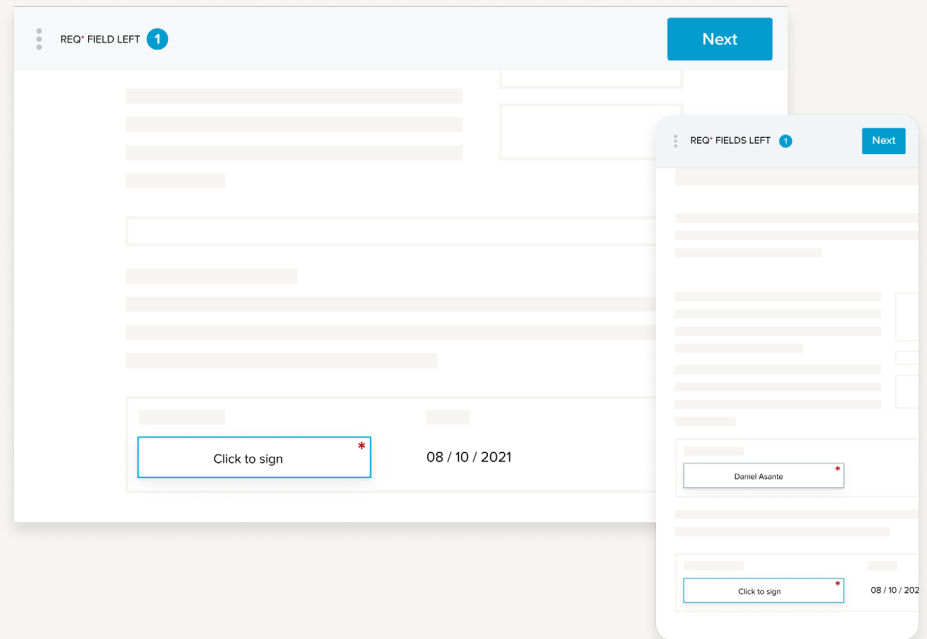 REQ* FIELD LEFT 1
Next
Click to sign *
08 / 10 / 2021
REQ* FIELDS LEFT 1
Next
Daniel Asante *
Click to sign *
08 / 10 / 202